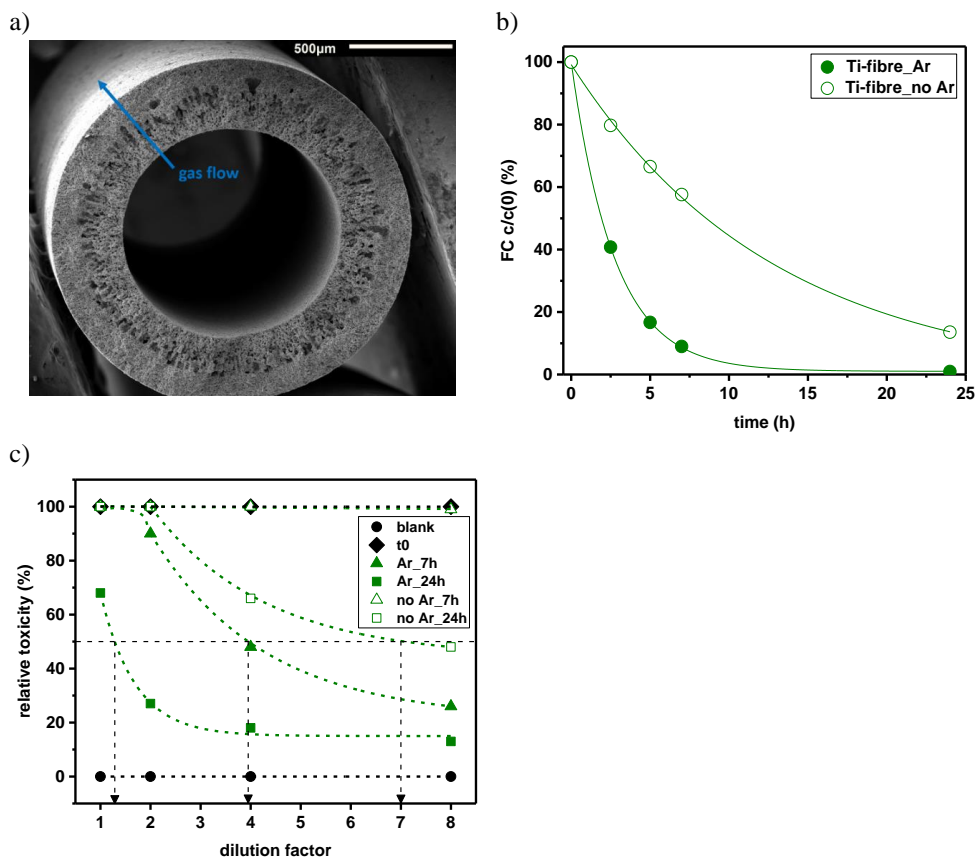 a)
500µm
gas flow
b)
Ti-fibre_Ar
Ti-fibre_no Ar
100
80
60
40
20
0
FC c/c(0) (%)
0 5 10 15 20 25
time (h)
c)
blank
t0
Ar_7h
Ar_24h
no Ar_7h
no Ar_24h
100
80
60
40
20
0
relative toxicity (%)
1 2 3 4 5 6 7 8
dilution factor